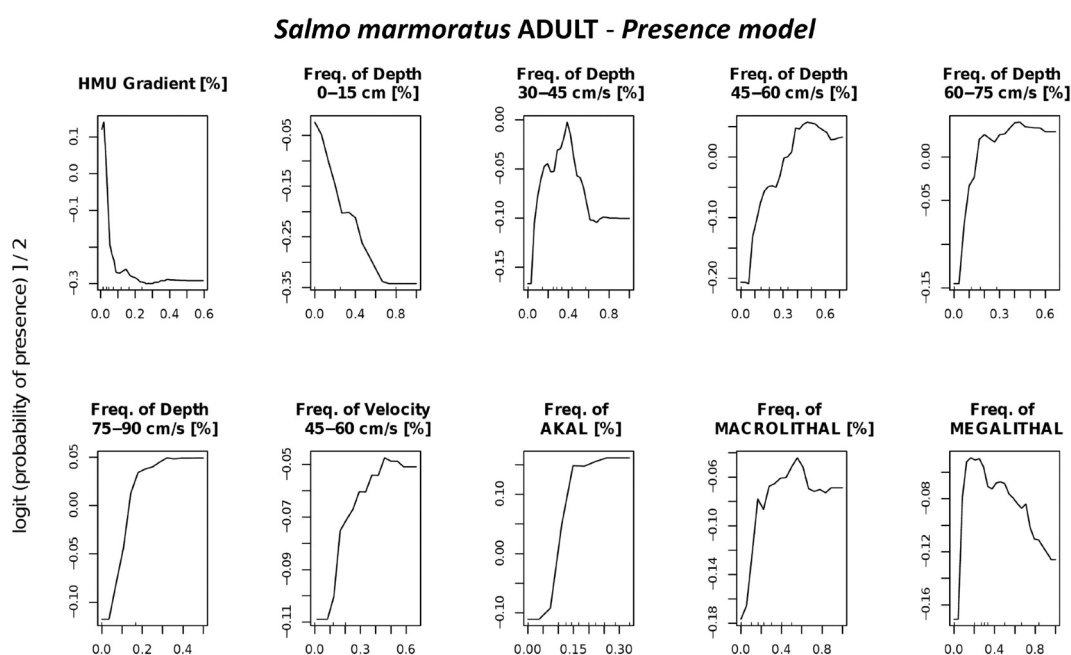 Salmo marmoratus ADULT - Presence model
HMU Gradient [%]
0.1
0.0
−0.1
−0.3
0.0 0.2 0.4 0.6
Freq. of Depth
0−15 cm [%]
−0.05
−0.15
−0.25
−0.35
0.0 0.4 0.8
Freq. of Depth
30−45 cm/s [%]
0.00
−0.05
−0.10
−0.15
0.0 0.4 0.8
Freq. of Depth
45−60 cm/s [%]
0.00
−0.10
−0.20
0.0 0.3 0.6
Freq. of Depth
60−75 cm/s [%]
0.00
−0.05
−0.15
0.0 0.3 0.6
logit (probability of presence) ] / 2
Freq. of Depth
75−90 cm/s [%]
0.05
0.00
−0.05
−0.10
0.0 0.2 0.4
Freq. of Velocity
45−60 cm/s [%]
−0.05
−0.07
−0.09
−0.11
0.0 0.2 0.4 0.6
Freq. of
AKAL [%]
0.10
0.00
−0.10
0.00 0.15 0.30
Freq. of
MACROLITHAL [%]
−0.06
−0.10
−0.14
−0.18
0.0 0.4 0.8
Freq. of
MEGALITHAL
−0.08
−0.12
−0.16
0.0 0.4 0.8